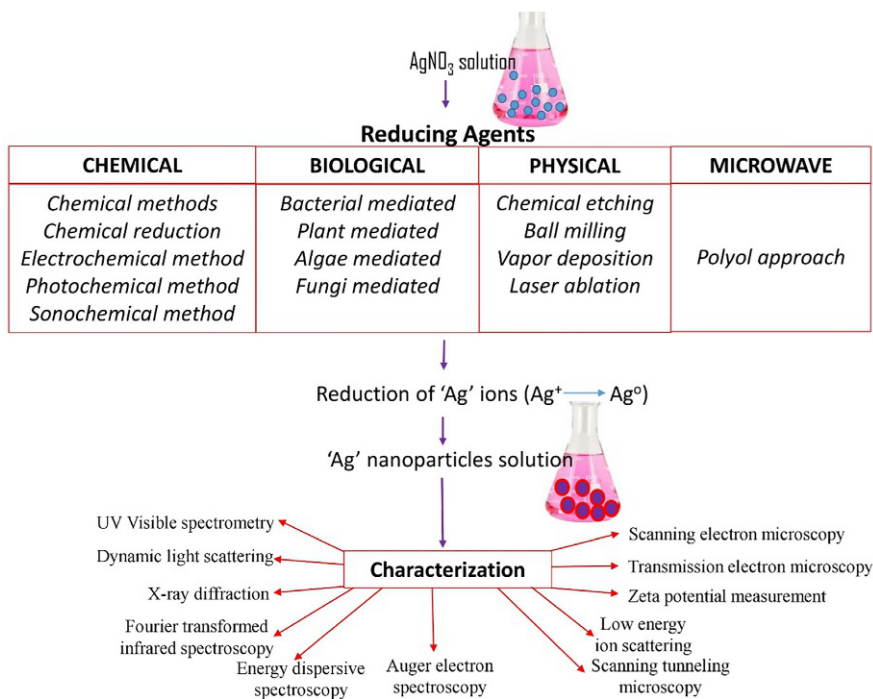 AgNO₃ solution
Reducing Agents
CHEMICAL
Chemical methods
Chemical reduction
Electrochemical method
Photochemical method
Sonochemical method
BIOLOGICAL
Bacterial mediated
Plant mediated
Algae mediated
Fungi mediated
PHYSICAL
Chemical etching
Ball milling
Vapor deposition
Laser ablation
MICROWAVE
Polyol approach
Reduction of ‘Ag’ ions (Ag⁺ → Ag⁰)
‘Ag’ nanoparticles solution
Characterization
UV Visible spectrometry
Dynamic light scattering
X-ray diffraction
Fourier transformed
infrared spectroscopy
Energy dispersive
spectroscopy
Auger electron
spectroscopy
Scanning tunneling
microscopy
Low energy
ion scattering
Zeta potential measurement
Transmission electron microscopy
Scanning electron microscopy